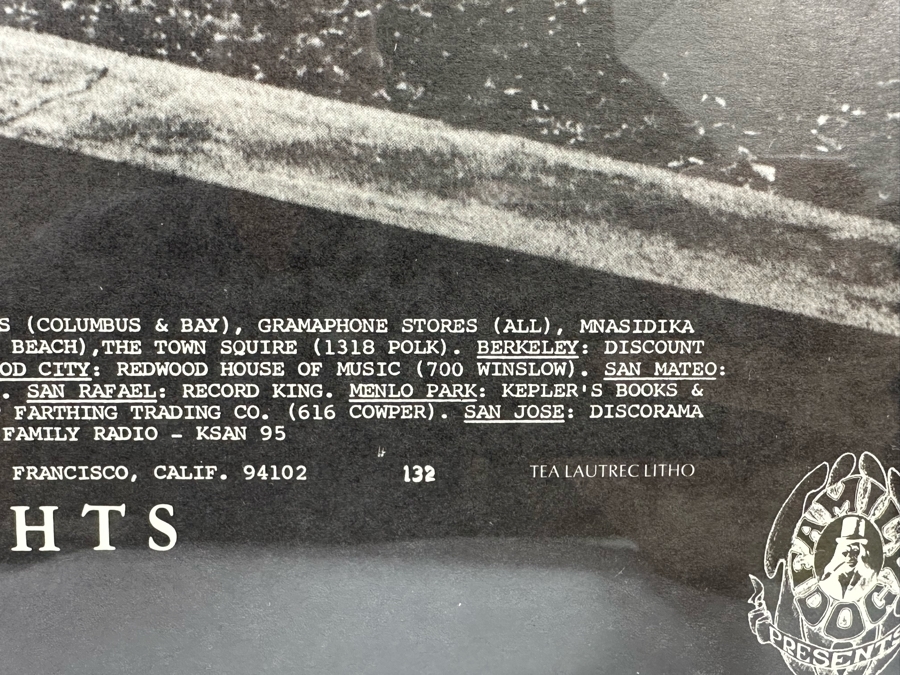 S (COLUMBUS & BAY), GRAMAPHONE STORES (ALL), MNASIDIKA
BEACH),THE TOWN SQUIRE (1318 POLK). BERKELEY: DISCOUNT
OD CITY: REDWOOD HOUSE OF MUSIC (700 WINSLOW). SAN MATEO:
. SAN RAFAEL: RECORD KING. MENLO PARK: KEPLER'S BOOKS &
FARTHING TRADING CO. (616 COWPER). SAN JOSE: DISCORAMA
FAMILY RADIO – KSAN 95
FRANCISCO, CALIF. 94102 132 TEA LAUTREC LITHO
HTS
FAMILY
DOG
PRESENTS